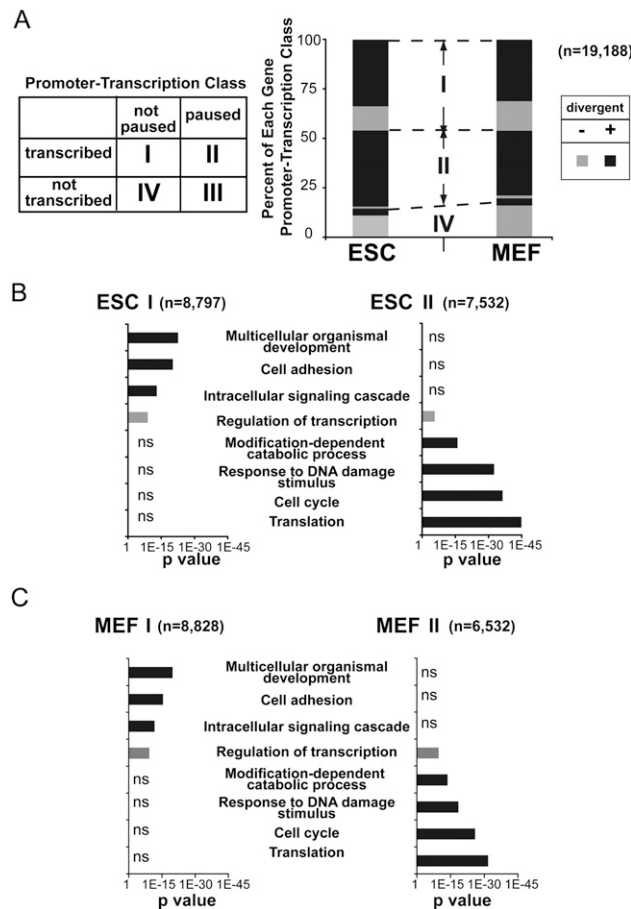 A
Promoter-Transcription Class
not paused
paused
transcribed
I
II
not transcribed
IV
III
Percent of Each Gene
Promoter-Transcription Class
100
75
50
25
0
I
II
IV
ESC
MEF
(n=19,188)
divergent
- +
B
ESC I (n=8,797)
ESC II (n=7,532)
Multicellular organismal
development
ns
Cell adhesion
ns
Intracellular signaling cascade
ns
Regulation of transcription
ns
Modification-dependent
catabolic process
ns
Response to DNA damage
stimulus
ns
Cell cycle
ns
Translation
1 1E-15 1E-30 1E-45
p value
1 1E-15 1E-30 1E-45
p value
C
MEF I (n=8,828)
MEF II (n=6,532)
Multicellular organismal
development
ns
Cell adhesion
ns
Intracellular signaling cascade
ns
Regulation of transcription
ns
Modification-dependent
catabolic process
ns
Response to DNA damage
stimulus
ns
Cell cycle
ns
Translation
1 1E-15 1E-30 1E-45
p value
1 1E-15 1E-30 1E-45
p value